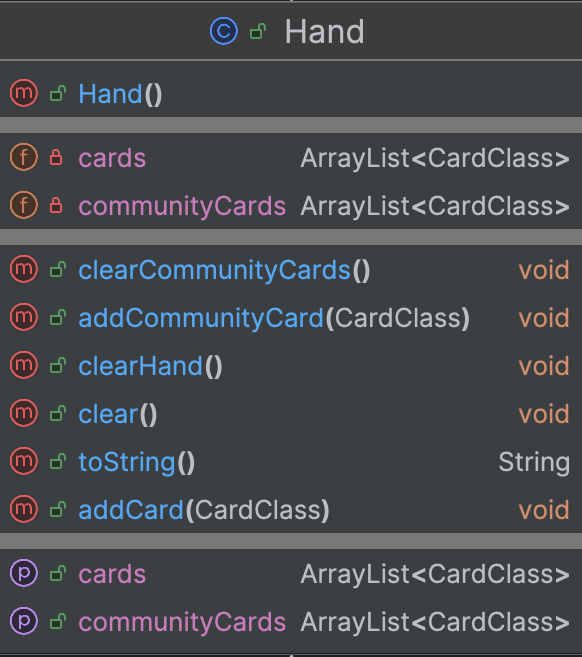 C Hand
m Hand()
f cards ArrayList<CardClass>
f communityCards ArrayList<CardClass>
m clearCommunityCards() void
m addCommunityCard(CardClass) void
m clearHand() void
m clear() void
m toString() String
m addCard(CardClass) void
p cards ArrayList<CardClass>
p communityCards ArrayList<CardClass>